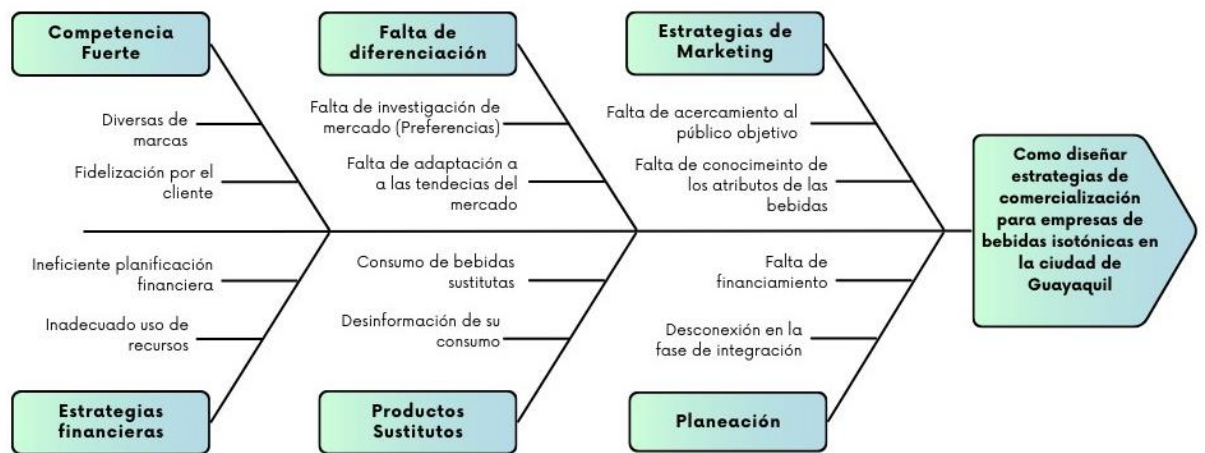 Competencia
Fuerte
Falta de
diferenciación
Estrategias de
Marketing
Diversas de
marcas
Fidelización por el
cliente
Falta de investigación de
mercado (Preferencias)
Falta de adaptación a
a las tendecias del
mercado
Falta de acercamiento al
público objetivo
Falta de conocimeinto de
los atributos de las
bebidas
Como diseñar
estrategias de
comercialización
para empresas de
bebidas isotónicas en
la ciudad de
Guayaquil
Ineficiente planificación
financiera
Inadecuado uso de
recursos
Consumo de bebidas
sustitutas
Desinformación de su
consumo
Falta de
financiamiento
Desconexión en la
fase de integración
Estrategias
financieras
Productos
Sustitutos
Planeación